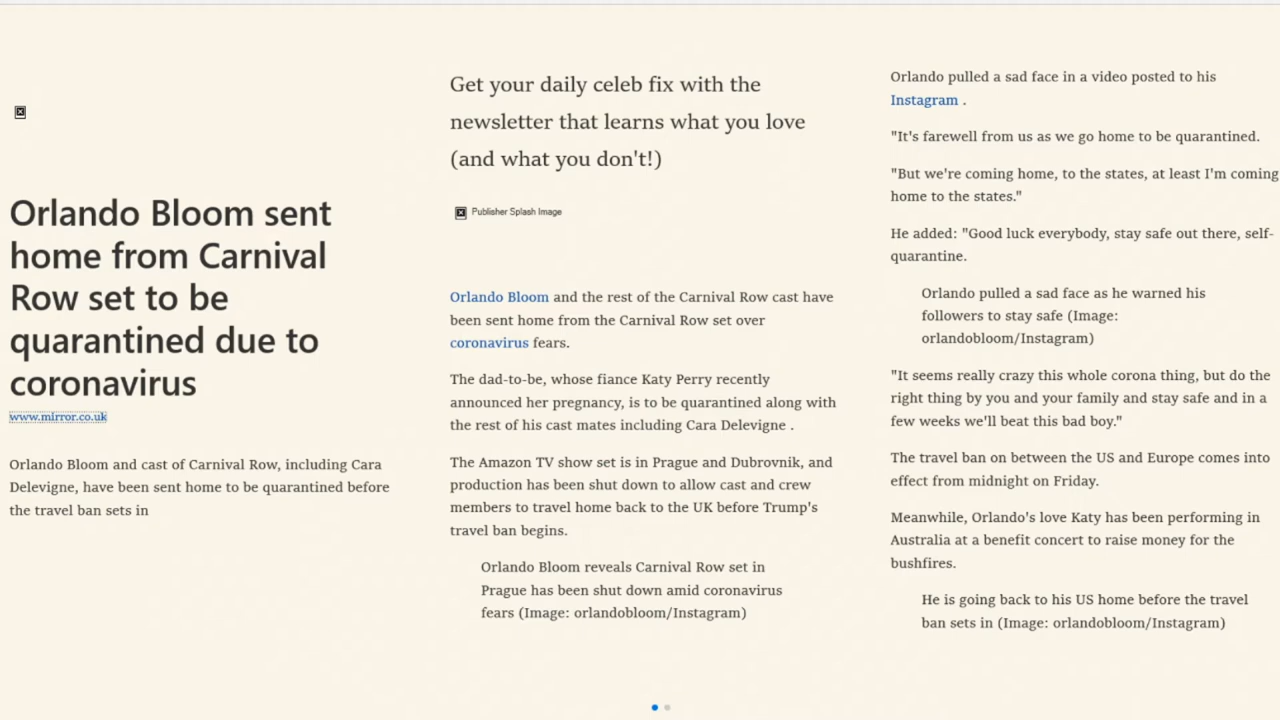 Orlando Bloom sent
home from Carnival
Row set to be
quarantined due to
coronavirus
www.mirror.co.uk
Orlando Bloom and cast of Carnival Row, including Cara
Delevigne, have been sent home to be quarantined before
the travel ban sets in
Get your daily celeb fix with the
newsletter that learns what you love
(and what you don't!)
Publisher Splash Image
Orlando Bloom and the rest of the Carnival Row cast have
been sent home from the Carnival Row set over
coronavirus fears.
The dad-to-be, whose fiance Katy Perry recently
announced her pregnancy, is to be quarantined along with
the rest of his cast mates including Cara Delevigne .
The Amazon TV show set is in Prague and Dubrovnik, and
production has been shut down to allow cast and crew
members to travel home back to the UK before Trump's
travel ban begins.
Orlando Bloom reveals Carnival Row set in
Prague has been shut down amid coronavirus
fears (Image: orlandobloom/Instagram)
Orlando pulled a sad face in a video posted to his
Instagram .
"It's farewell from us as we go home to be quarantined.
"But we're coming home, to the states, at least I'm coming
home to the states."
He added: "Good luck everybody, stay safe out there, self-
quarantine.
Orlando pulled a sad face as he warned his
followers to stay safe (Image:
orlandobloom/Instagram)
"It seems really crazy this whole corona thing, but do the
right thing by you and your family and stay safe and in a
few weeks we'll beat this bad boy."
The travel ban on between the US and Europe comes into
effect from midnight on Friday.
Meanwhile, Orlando's love Katy has been performing in
Australia at a benefit concert to raise money for the
bushfires.
He is going back to his US home before the travel
ban sets in (Image: orlandobloom/Instagram)